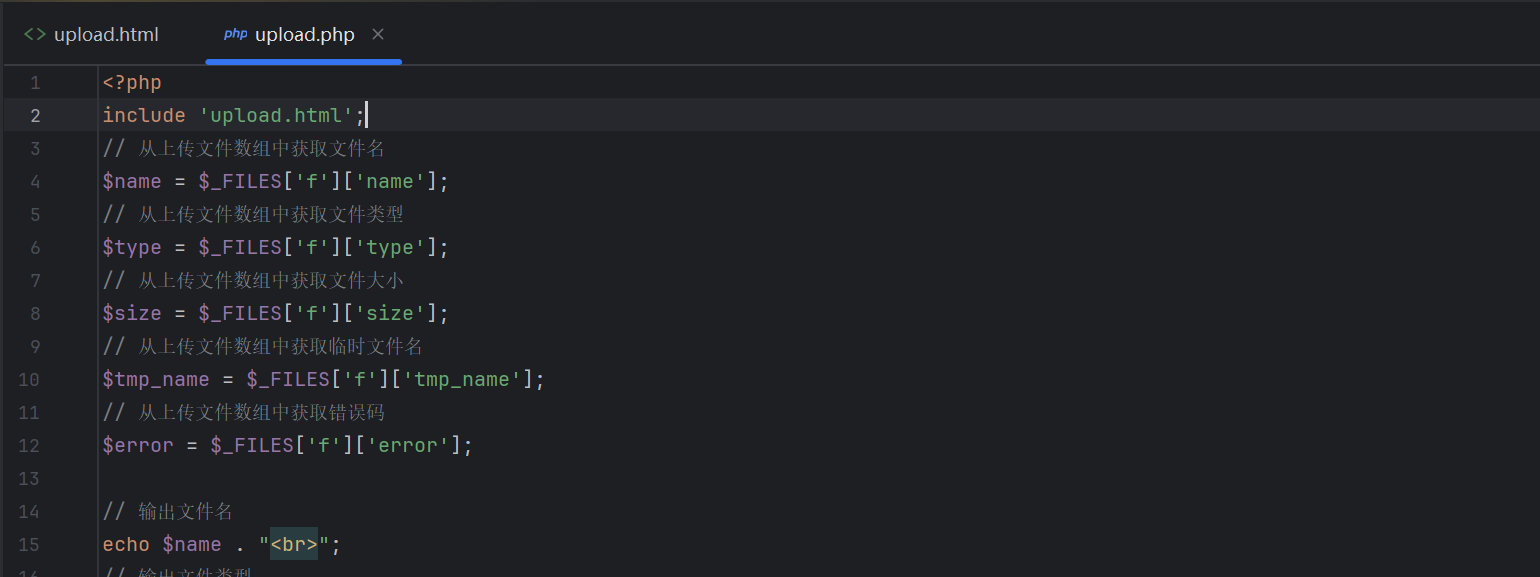 <> upload.html php upload.php ×
1 <?php
2 include 'upload.html';
3 // 从上传文件数组中获取文件名
4 $name = $_FILES['f']['name'];
5 // 从上传文件数组中获取文件类型
6 $type = $_FILES['f']['type'];
7 // 从上传文件数组中获取文件大小
8 $size = $_FILES['f']['size'];
9 // 从上传文件数组中获取临时文件名
10 $tmp_name = $_FILES['f']['tmp_name'];
11 // 从上传文件数组中获取错误码
12 $error = $_FILES['f']['error'];
13
14 // 输出文件名
15 echo $name . "<br>";
16 // 输出文件类型